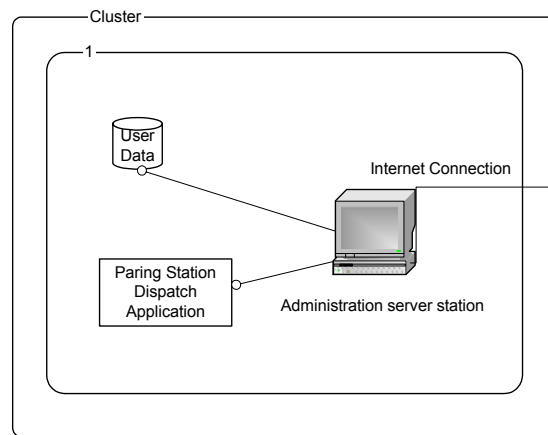 Cluster
1
User
Data
Internet Connection
Paring Station
Dispatch
Application
Administration server station